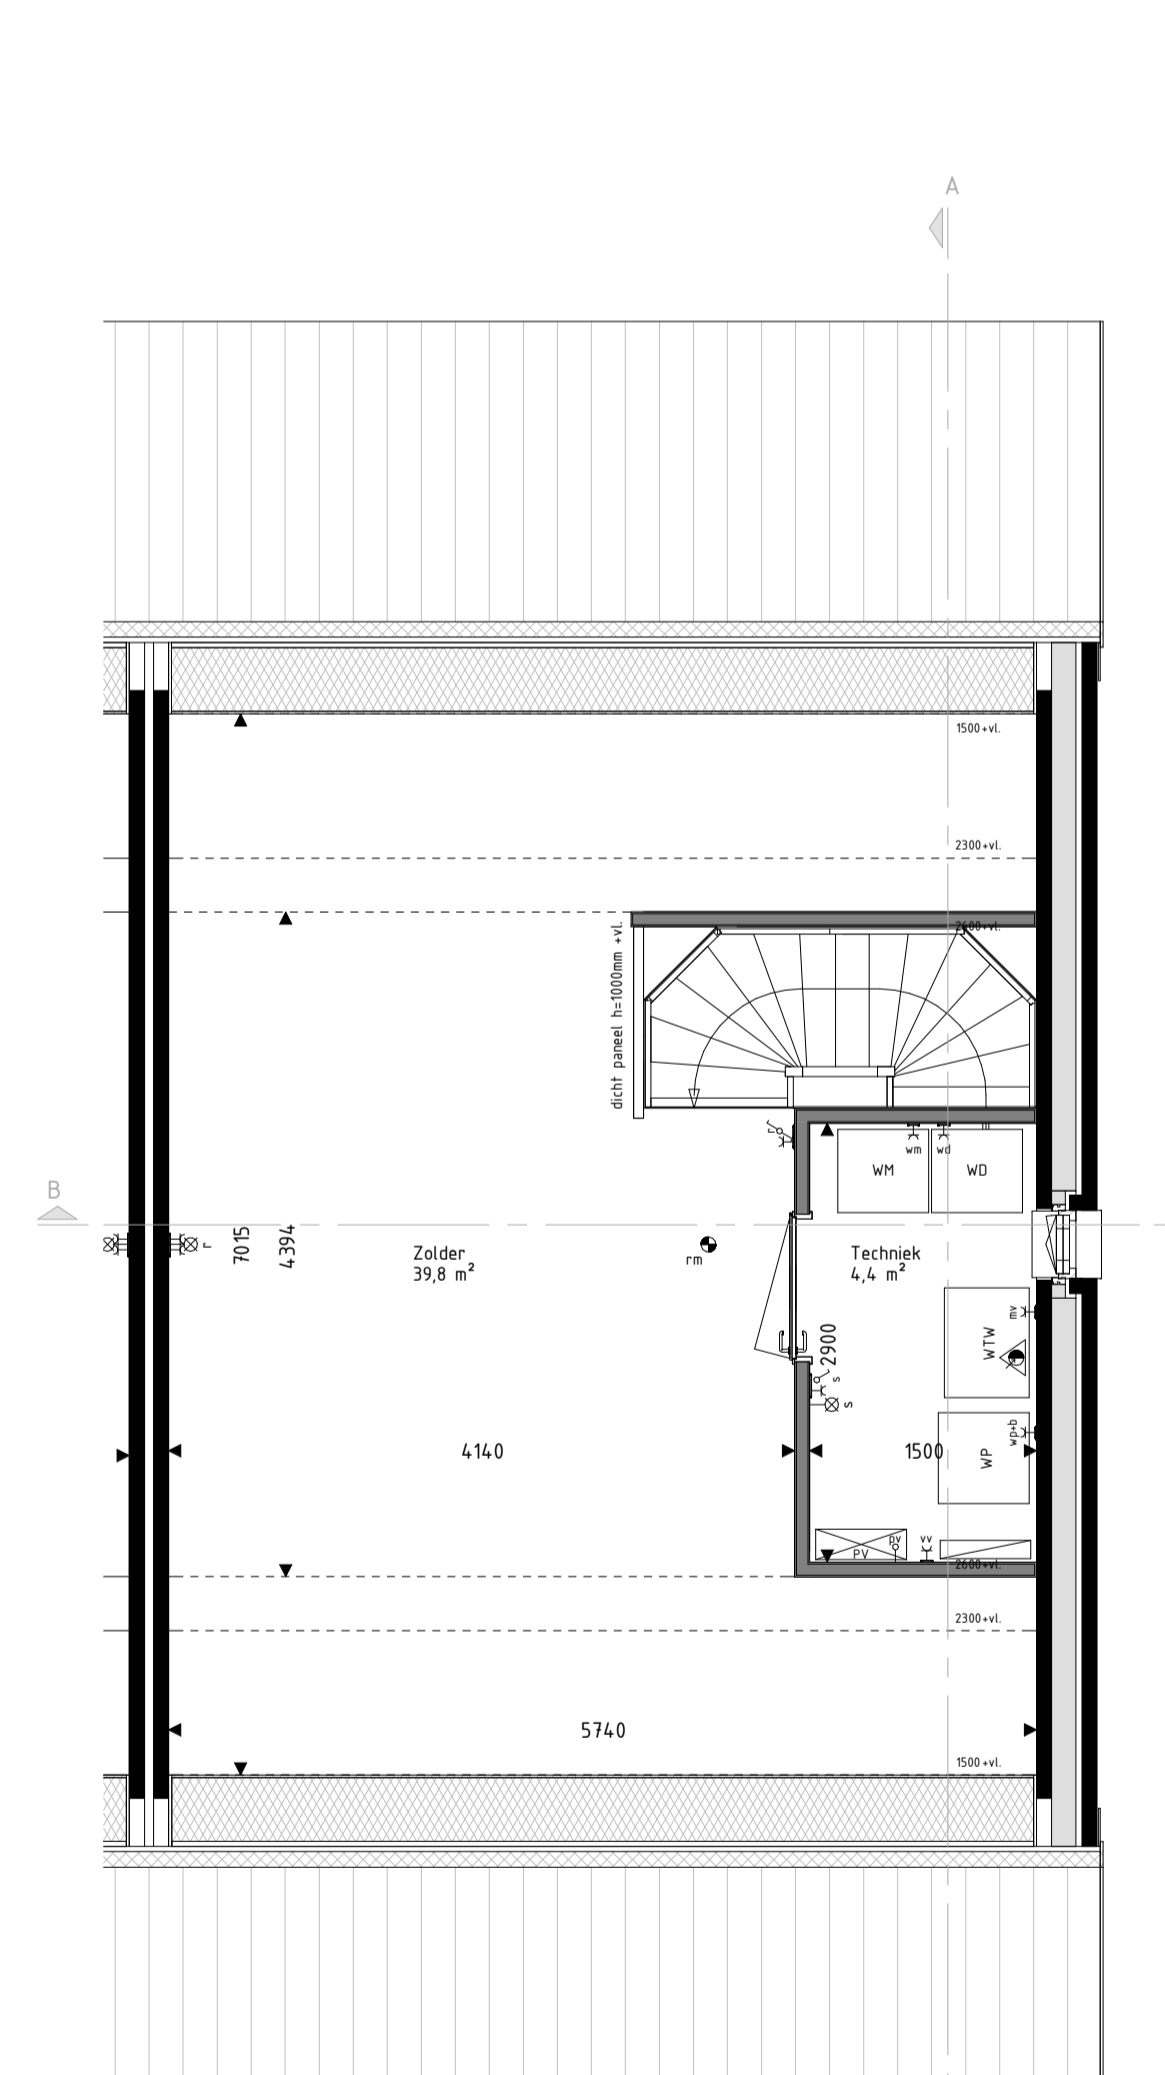 A
1500+vl.
2300+vl.
2600+vl.
dicht paneel h=1000mm +vl.
r
wm
wd
WM
WD
B
r
7015
4394
Zolder
39,8 m²
rm
Techniek
4,4 m²
mv
WTW
2900
s
s
4140
1500
wp+b
WP
pv
vv
PV
2600+vl.
2300+vl.
5740
1500+vl.